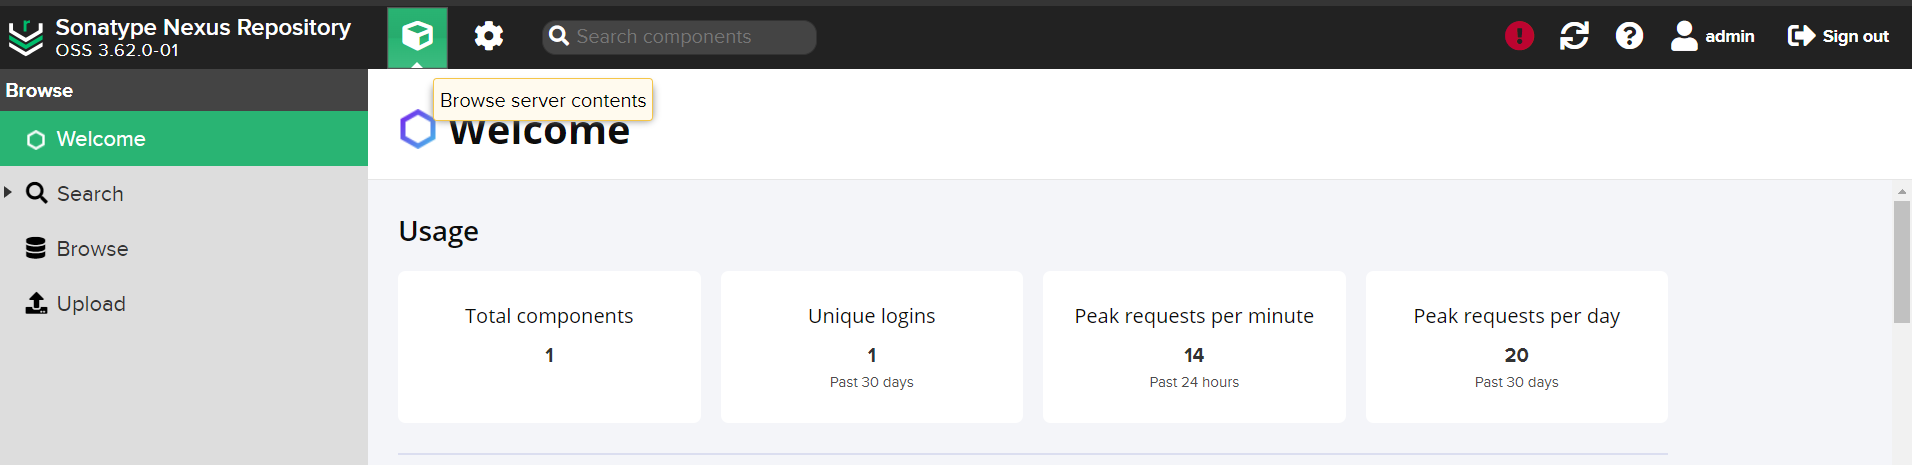 Sonatype Nexus Repository
OSS 3.62.0-01
Search components
admin
Sign out
Browse
Browse server contents
Welcome
Welcome
Search
Browse
Upload
Usage
Total components
1
Unique logins
1
Past 30 days
Peak requests per minute
14
Past 24 hours
Peak requests per day
20
Past 30 days